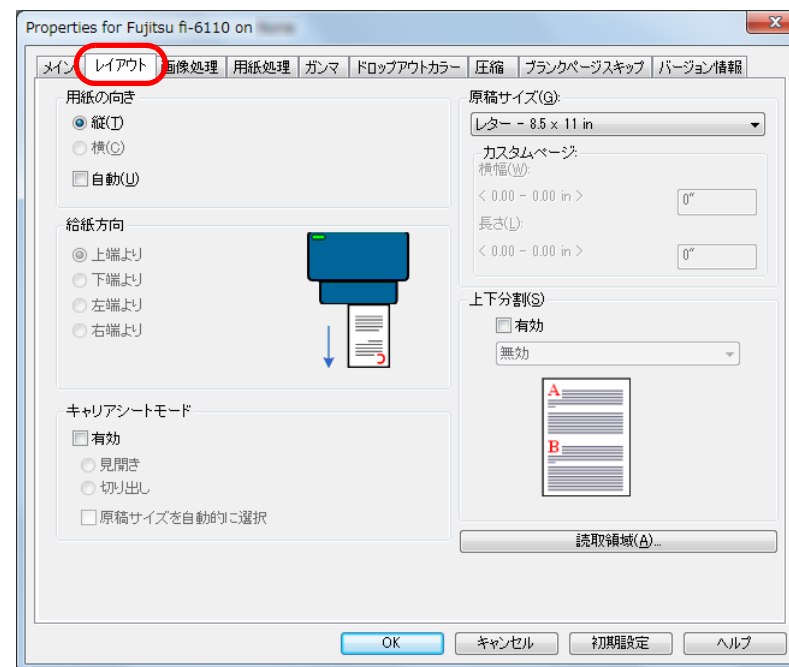 Properties for Fujitsu fi-6110 on
メイン レイアウト 画像処理 用紙処理 ガンマ ドロップアウトカラー 圧縮 ブランクページスキップ バージョン情報
用紙の向き
縦(T)
横(C)
自動(U)
給紙方向
上端より
下端より
左端より
右端より
キャリアシートモード
有効
見開き
切り出し
原稿サイズを自動的に選択
原稿サイズ(G):
レター - 8.5 x 11 in
カスタムページ:
横幅(W):
< 0.00 - 0.00 in >
0"
長さ(L):
< 0.00 - 0.00 in >
0"
上下分割(S)
有効
無効
A
B
読取領域(A)...
OK キャンセル 初期設定 ヘルプ